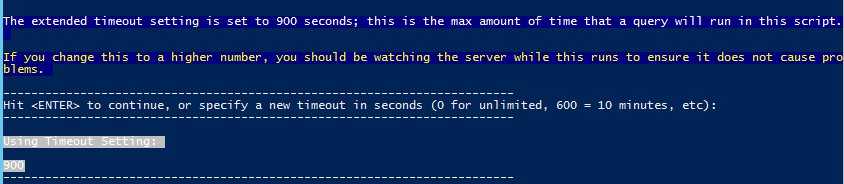 The extended timeout setting is set to 900 seconds; this is the max amount of time that a query will run in this script.
If you change this to a higher number, you should be watching the server while this runs to ensure it does not cause pro
blems.
-------------------------------------------------------------------------
Hit <ENTER> to continue, or specify a new timeout in seconds (0 for unlimited, 600 = 10 minutes, etc):
-------------------------------------------------------------------------
Using Timeout Setting:
900
-------------------------------------------------------------------------